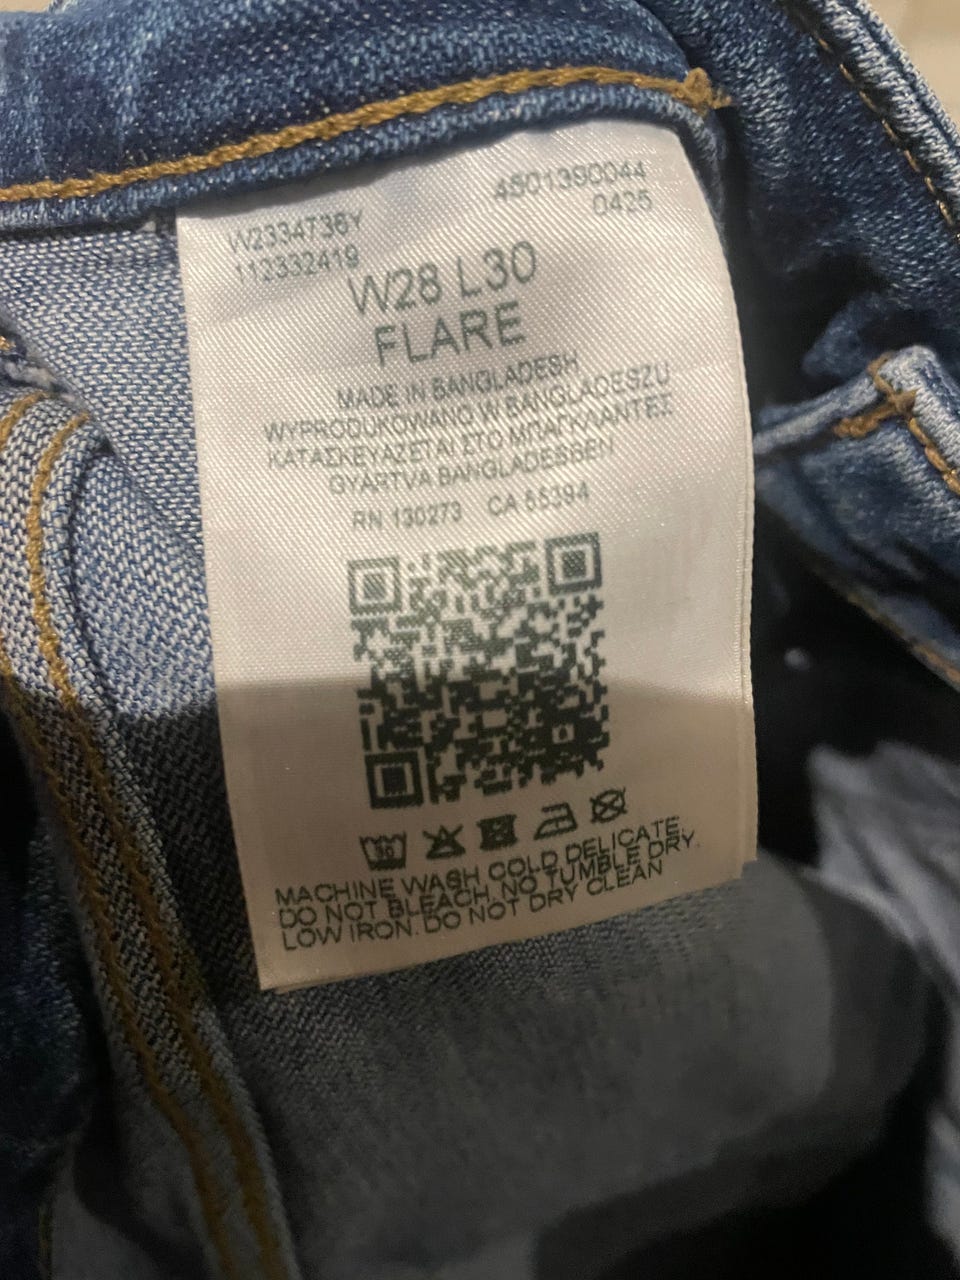 W2334736Y
112332419
4501390044
0425
W28 L30
FLARE
MADE IN BANGLADESH
WYPRODUKOWANO W BANGLADESZU
ΚΑΤΑΣΚΕΥΑΖΕΤΑΙ ΣΤΟ ΜΠΑΓΚΛΑΝΤΕΣ
GYÁRTVA BANGLADESBEN
RN 130273 CA 55394
MACHINE WASH COLD DELICATE.
DO NOT BLEACH. NO TUMBLE DRY.
LOW IRON. DO NOT DRY CLEAN